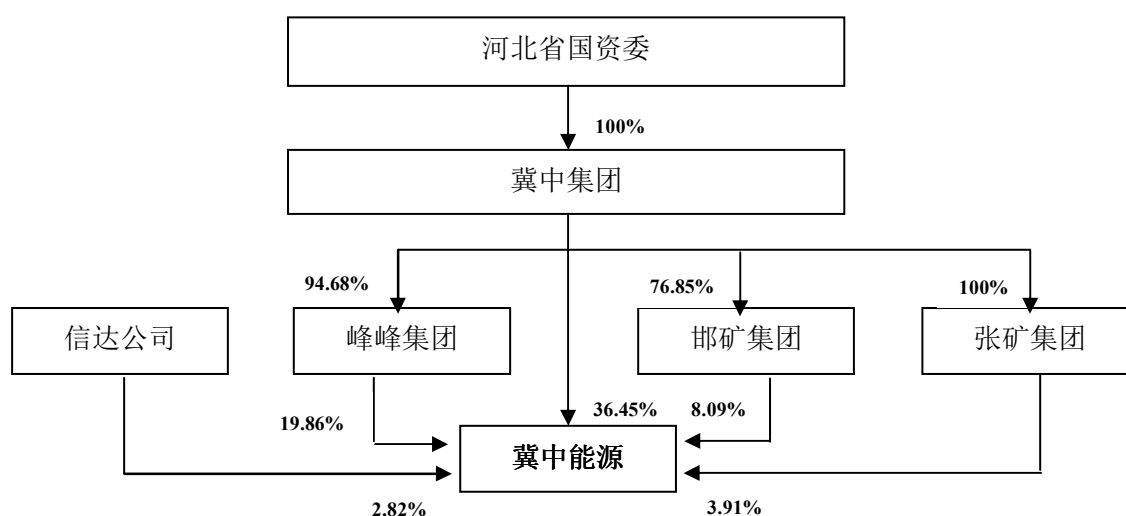 河北省国资委
100%
冀中集团
94.68%
76.85%
100%
信达公司
峰峰集团
邯矿集团
张矿集团
19.86%
36.45%
8.09%
冀中能源
2.82%
3.91%